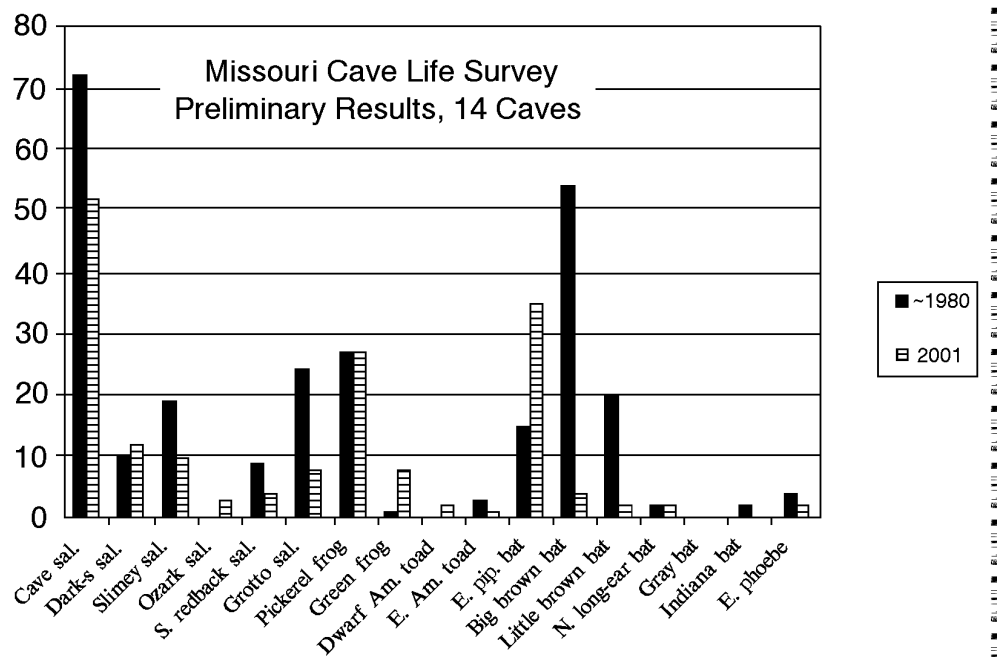 Missouri Cave Life Survey
Preliminary Results, 14 Caves
80
70
60
50
40
30
20
10
0
Cave sal.
Dark-s sal.
Slimey sal.
Ozark sal.
S. redback sal.
Grotto sal.
Pickerel frog
Green frog
Dwarf Am. toad
E. Am. toad
E. pip. bat
Big brown bat
Little brown bat
N. long-ear bat
Gray bat
Indiana bat
E. phoebe
~1980
2001